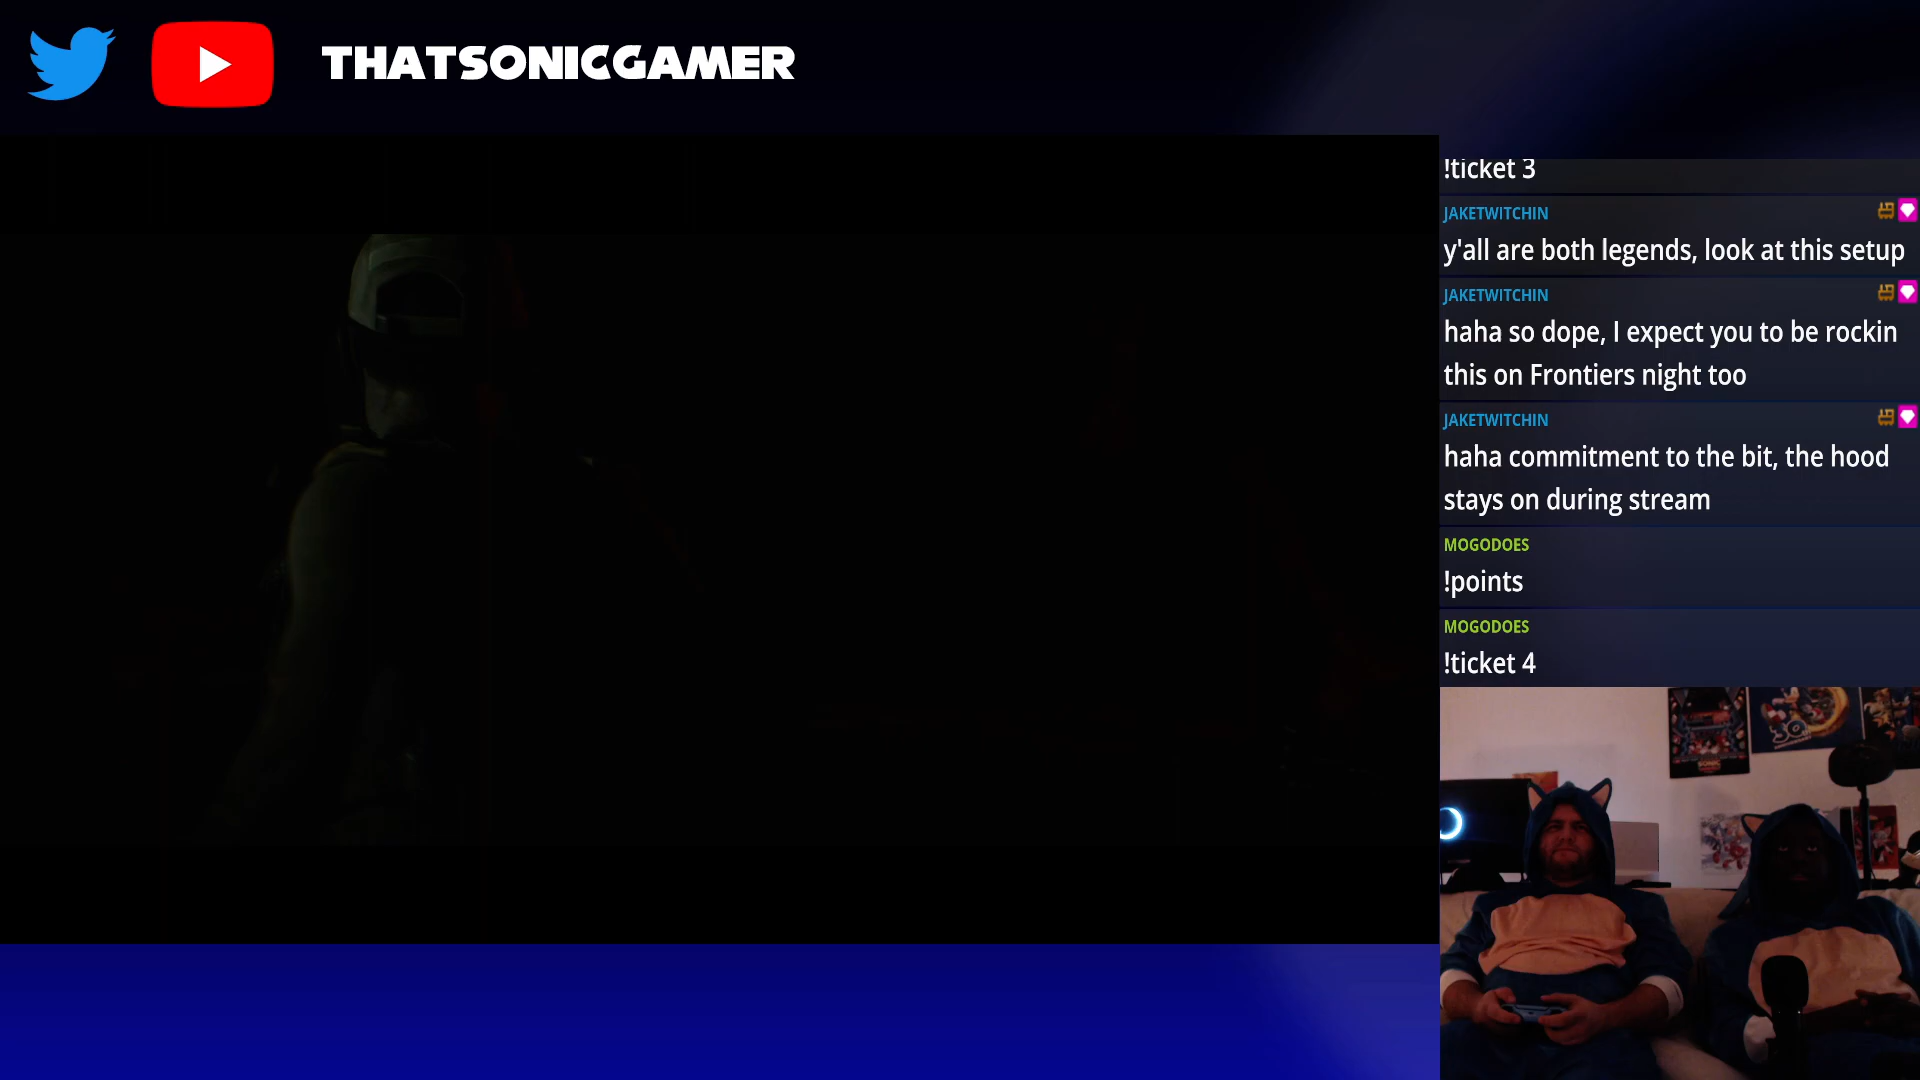 THATSONICGAMER
!ticket 3
JAKETWITCHIN
y'all are both legends, look at this setup
JAKETWITCHIN
haha so dope, I expect you to be rockin
this on Frontiers night too
JAKETWITCHIN
haha commitment to the bit, the hood
stays on during stream
MOGODOES
!points
MOGODOES
!ticket 4